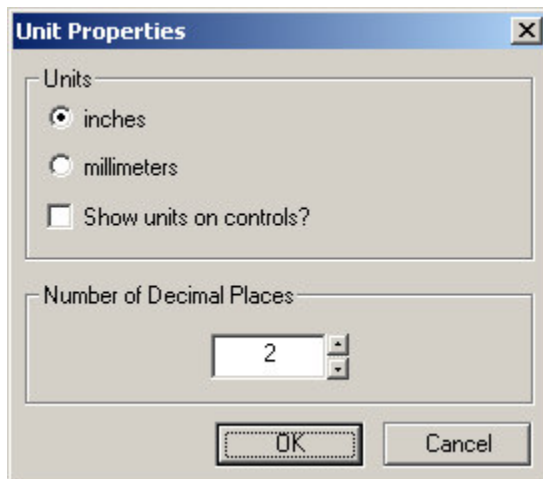 Unit Properties
Units
inches
millimeters
Show units on controls?
Number of Decimal Places
2
OK
Cancel